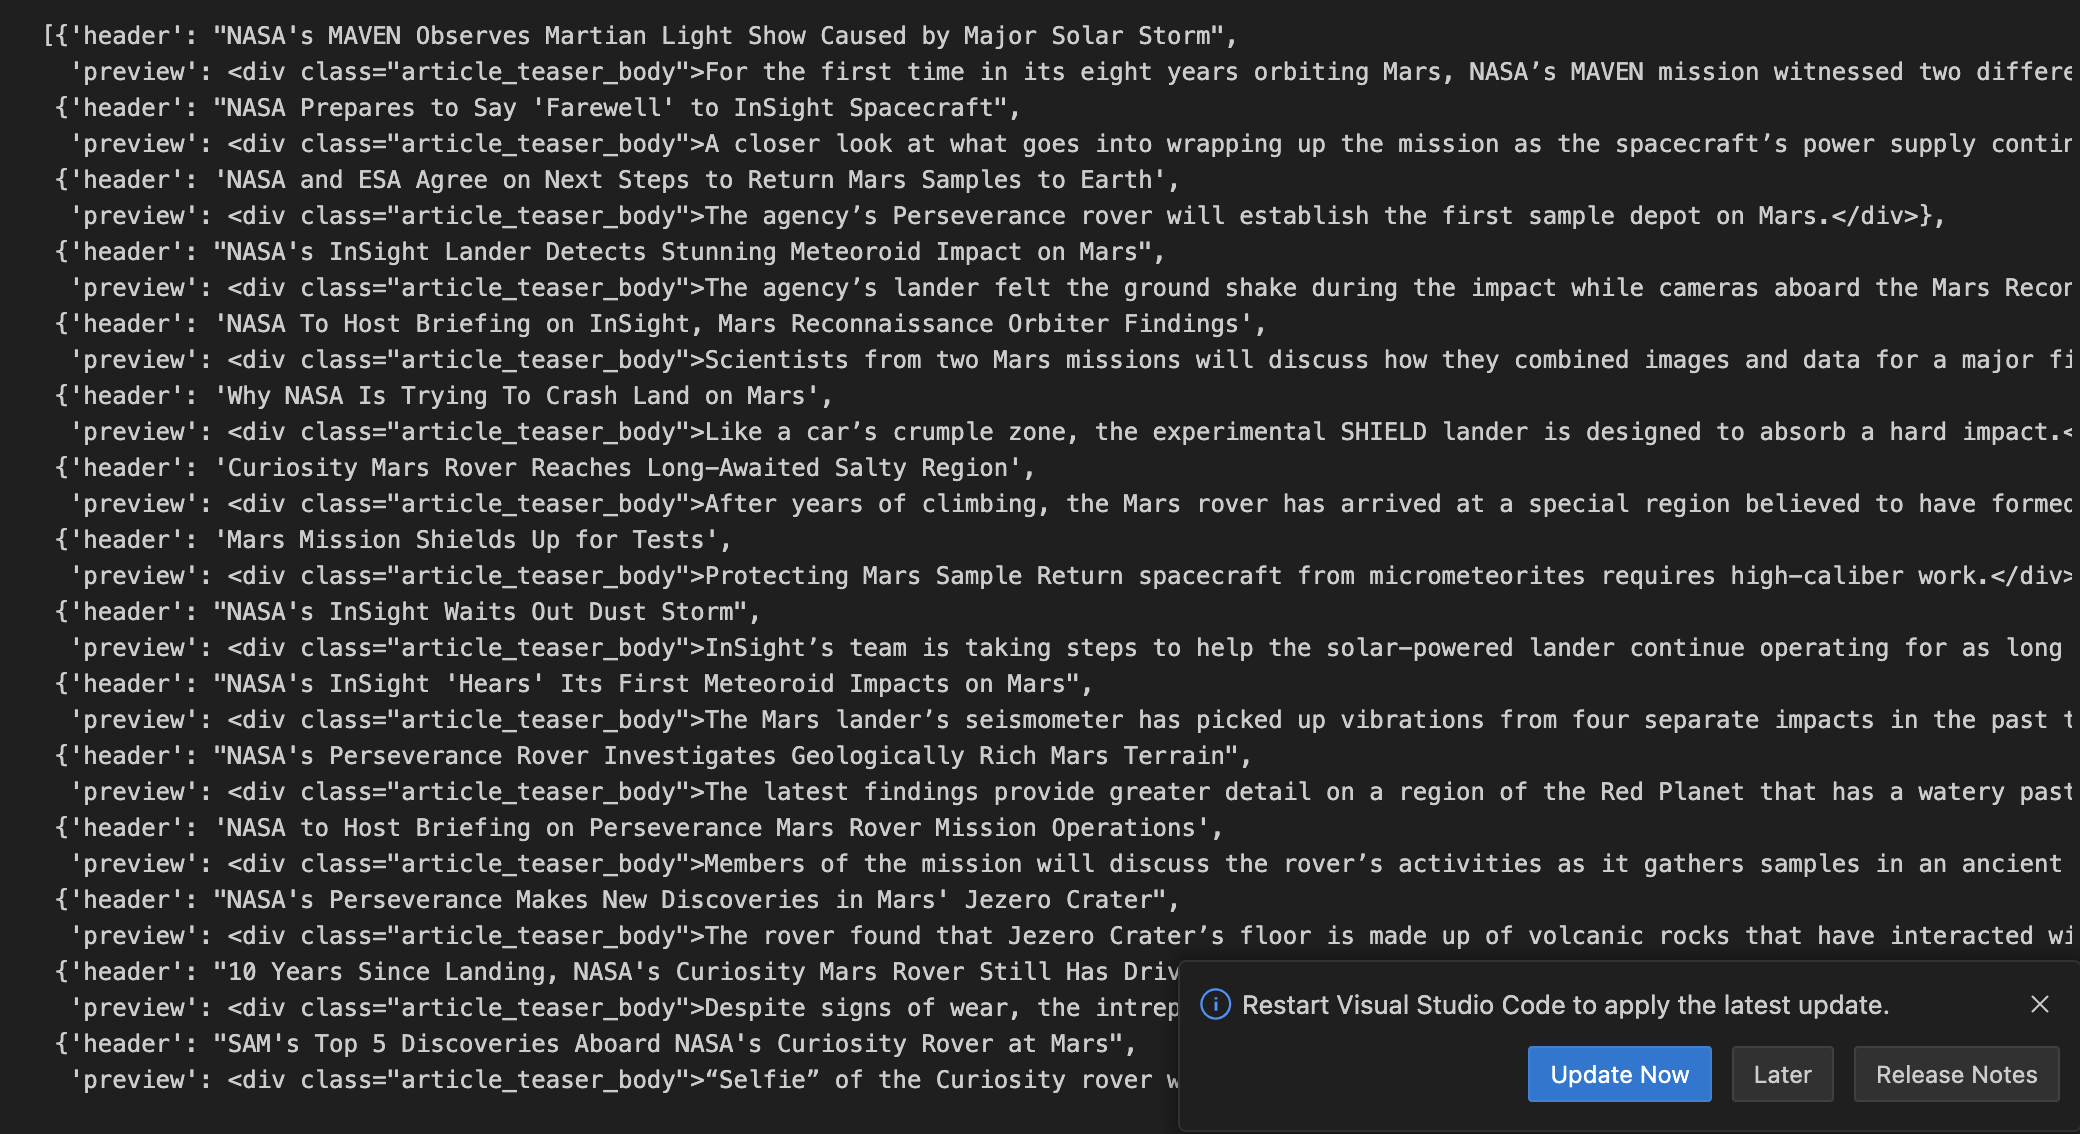 [{'header': "NASA's MAVEN Observes Martian Light Show Caused by Major Solar Storm",
'preview': <div class="article_teaser_body">For the first time in its eight years orbiting Mars, NASA’s MAVEN mission witnessed two differe
{'header': "NASA Prepares to Say 'Farewell' to InSight Spacecraft",
'preview': <div class="article_teaser_body">A closer look at what goes into wrapping up the mission as the spacecraft’s power supply contin
{'header': 'NASA and ESA Agree on Next Steps to Return Mars Samples to Earth',
'preview': <div class="article_teaser_body">The agency’s Perseverance rover will establish the first sample depot on Mars.</div>},
{'header': "NASA's InSight Lander Detects Stunning Meteoroid Impact on Mars",
'preview': <div class="article_teaser_body">The agency’s lander felt the ground shake during the impact while cameras aboard the Mars Recon
{'header': 'NASA To Host Briefing on InSight, Mars Reconnaissance Orbiter Findings',
'preview': <div class="article_teaser_body">Scientists from two Mars missions will discuss how they combined images and data for a major fi
{'header': 'Why NASA Is Trying To Crash Land on Mars',
'preview': <div class="article_teaser_body">Like a car’s crumple zone, the experimental SHIELD lander is designed to absorb a hard impact.<
{'header': 'Curiosity Mars Rover Reaches Long-Awaited Salty Region',
'preview': <div class="article_teaser_body">After years of climbing, the Mars rover has arrived at a special region believed to have formed
{'header': 'Mars Mission Shields Up for Tests',
'preview': <div class="article_teaser_body">Protecting Mars Sample Return spacecraft from micrometeorites requires high-caliber work.</div>
{'header': "NASA's InSight Waits Out Dust Storm",
'preview': <div class="article_teaser_body">InSight’s team is taking steps to help the solar-powered lander continue operating for as long
{'header': "NASA's InSight 'Hears' Its First Meteoroid Impacts on Mars",
'preview': <div class="article_teaser_body">The Mars lander’s seismometer has picked up vibrations from four separate impacts in the past t
{'header': "NASA's Perseverance Rover Investigates Geologically Rich Mars Terrain",
'preview': <div class="article_teaser_body">The latest findings provide greater detail on a region of the Red Planet that has a watery past
{'header': 'NASA to Host Briefing on Perseverance Mars Rover Mission Operations',
'preview': <div class="article_teaser_body">Members of the mission will discuss the rover’s activities as it gathers samples in an ancient
{'header': "NASA's Perseverance Makes New Discoveries in Mars' Jezero Crater",
'preview': <div class="article_teaser_body">The rover found that Jezero Crater’s floor is made up of volcanic rocks that have interacted wi
{'header': "10 Years Since Landing, NASA's Curiosity Mars Rover Still Has Driv
'preview': <div class="article_teaser_body">Despite signs of wear, the intrep
{'header': "SAM's Top 5 Discoveries Aboard NASA's Curiosity Rover at Mars",
'preview': <div class="article_teaser_body">“Selfie” of the Curiosity rover w
Restart Visual Studio Code to apply the latest update.
Update Now
Later
Release Notes